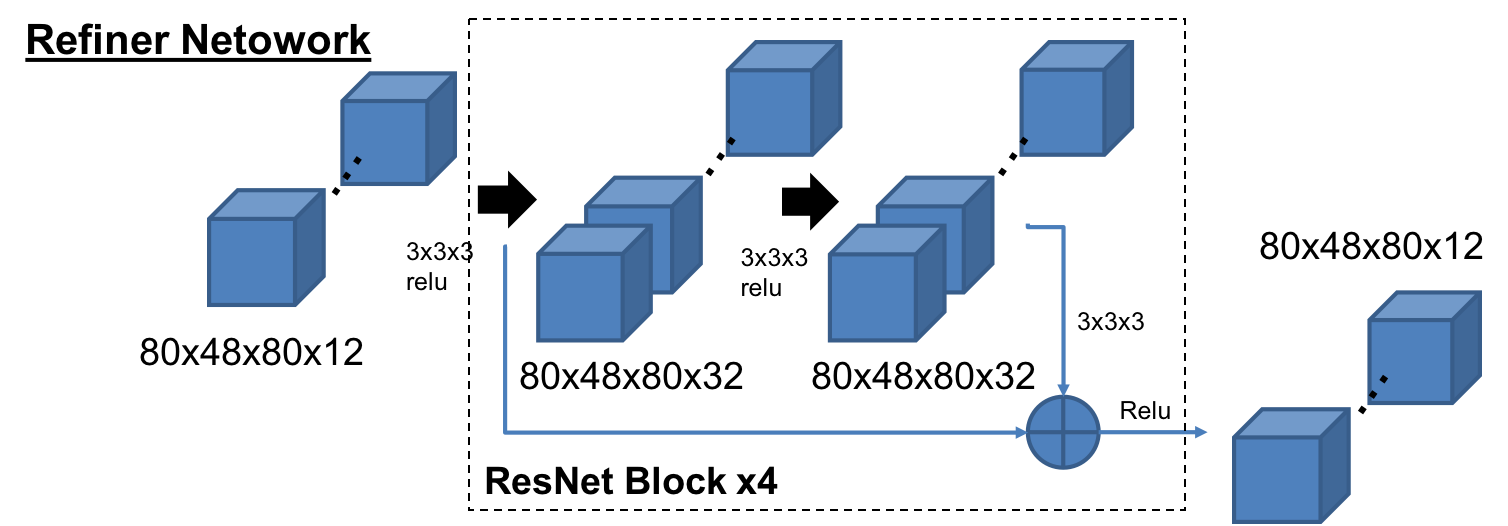 Refiner Netowork
3x3x3
relu
80x48x80x12
3x3x3
relu
80x48x80x32
80x48x80x32
3x3x3
Relu
ResNet Block x4
80x48x80x12